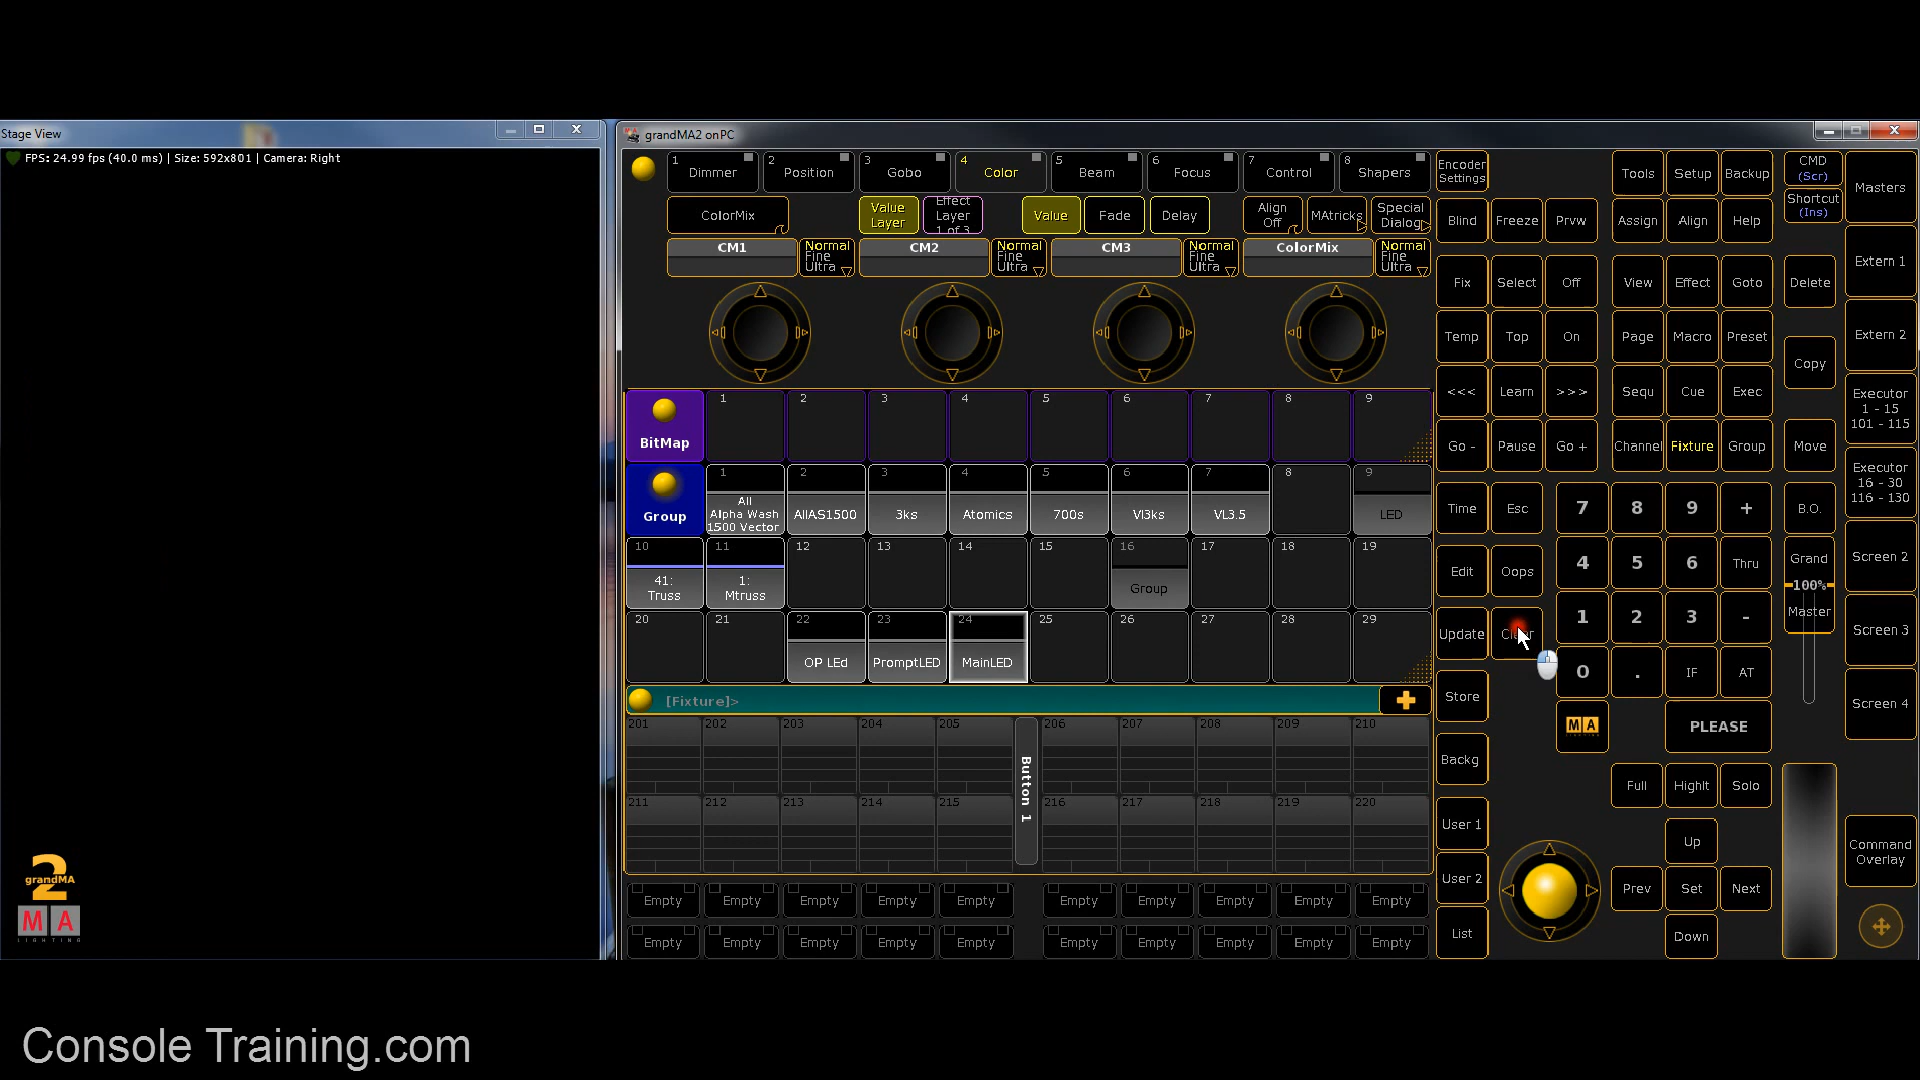 Stage View
FPS: 24.99 fps (40.0 ms) | Size: 592x801 | Camera: Right
grandMA2 onPC
1 Dimmer
2 Position
3 Gobo
4 Color
5 Beam
6 Focus
7 Control
8 Shapers
ColorMix
Value Layer
Effect Layer 1 of 3
Value
Fade
Delay
Align Off
MAtricks
Special Dialog
CM1
Normal Fine Ultra
CM2
Normal Fine Ultra
CM3
Normal Fine Ultra
ColorMix
Normal Fine Ultra
BitMap
1 2 3 4 5 6 7 8 9
Group
1 All Alpha Wash 1500 Vector
2 AllAS1500
3 3ks
4 Atomics
5 700s
6 Vl3ks
7 VL3.5
8
9 LED
10 41: Truss
11 1: Mtruss
12 13 14 15
16 Group
17 18 19
20 21
22 OP LEd
23 PromptLED
24 MainLED
25 26 27 28 29
[Fixture]>
201 202 203 204 205
206 207 208 209 210
Button 1
211 212 213 214 215
216 217 218 219 220
Empty Empty Empty Empty Empty Empty Empty Empty Empty Empty
Empty Empty Empty Empty Empty Empty Empty Empty Empty Empty
Encoder Settings
Tools Setup Backup
CMD (Scr)
Shortcut (Ins)
Masters
Blind Freeze Prvw
Assign Align Help
Extern 1
Fix Select Off
View Effect Goto
Delete
Temp Top On
Page Macro Preset
Extern 2
Copy
<<< Learn >>>
Sequ Cue Exec
Executor 1 - 15 101 - 115
Go - Pause Go +
Channel Fixture Group
Move
Executor 16 - 30 116 - 130
Time Esc
7 8 9 +
B.O.
Edit Oops
4 5 6 Thru
Grand 100% Master
Screen 2
Update Clear
1 2 3 -
Screen 3
Store
0 . IF AT
Screen 4
MA LIGHTING
PLEASE
Backg
Full Highlt Solo
User 1
Up
Command Overlay
User 2
Prev Set Next
List
Down
2
grandMA
MA
LIGHTING
Console Training.com